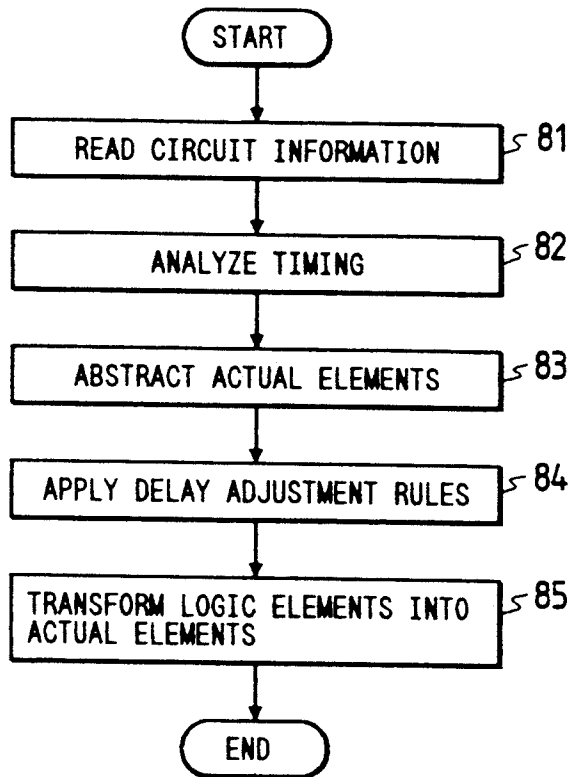 START
READ CIRCUIT INFORMATION
81
ANALYZE TIMING
82
ABSTRACT ACTUAL ELEMENTS
83
APPLY DELAY ADJUSTMENT RULES
84
TRANSFORM LOGIC ELEMENTS INTO
ACTUAL ELEMENTS
85
END